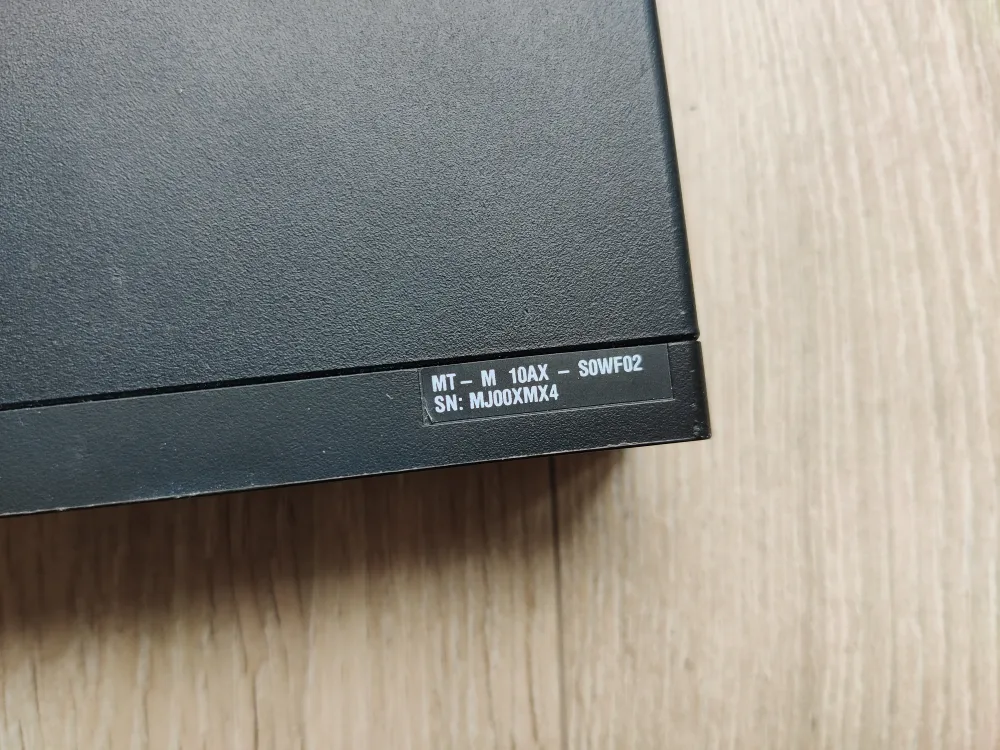 MT – M 10AX – S0WF02
SN: MJ00XMX4